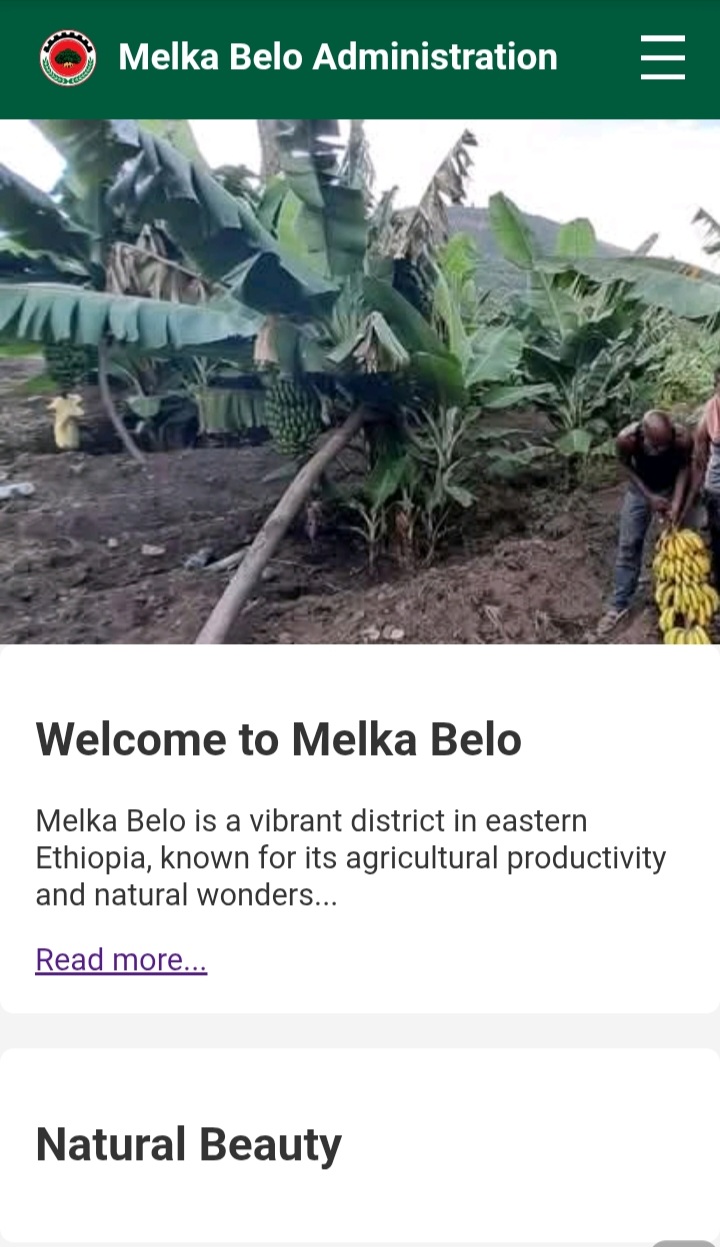 Melka Belo Administration
Welcome to Melka Belo
Melka Belo is a vibrant district in eastern
Ethiopia, known for its agricultural productivity
and natural wonders...
Read more...
Natural Beauty